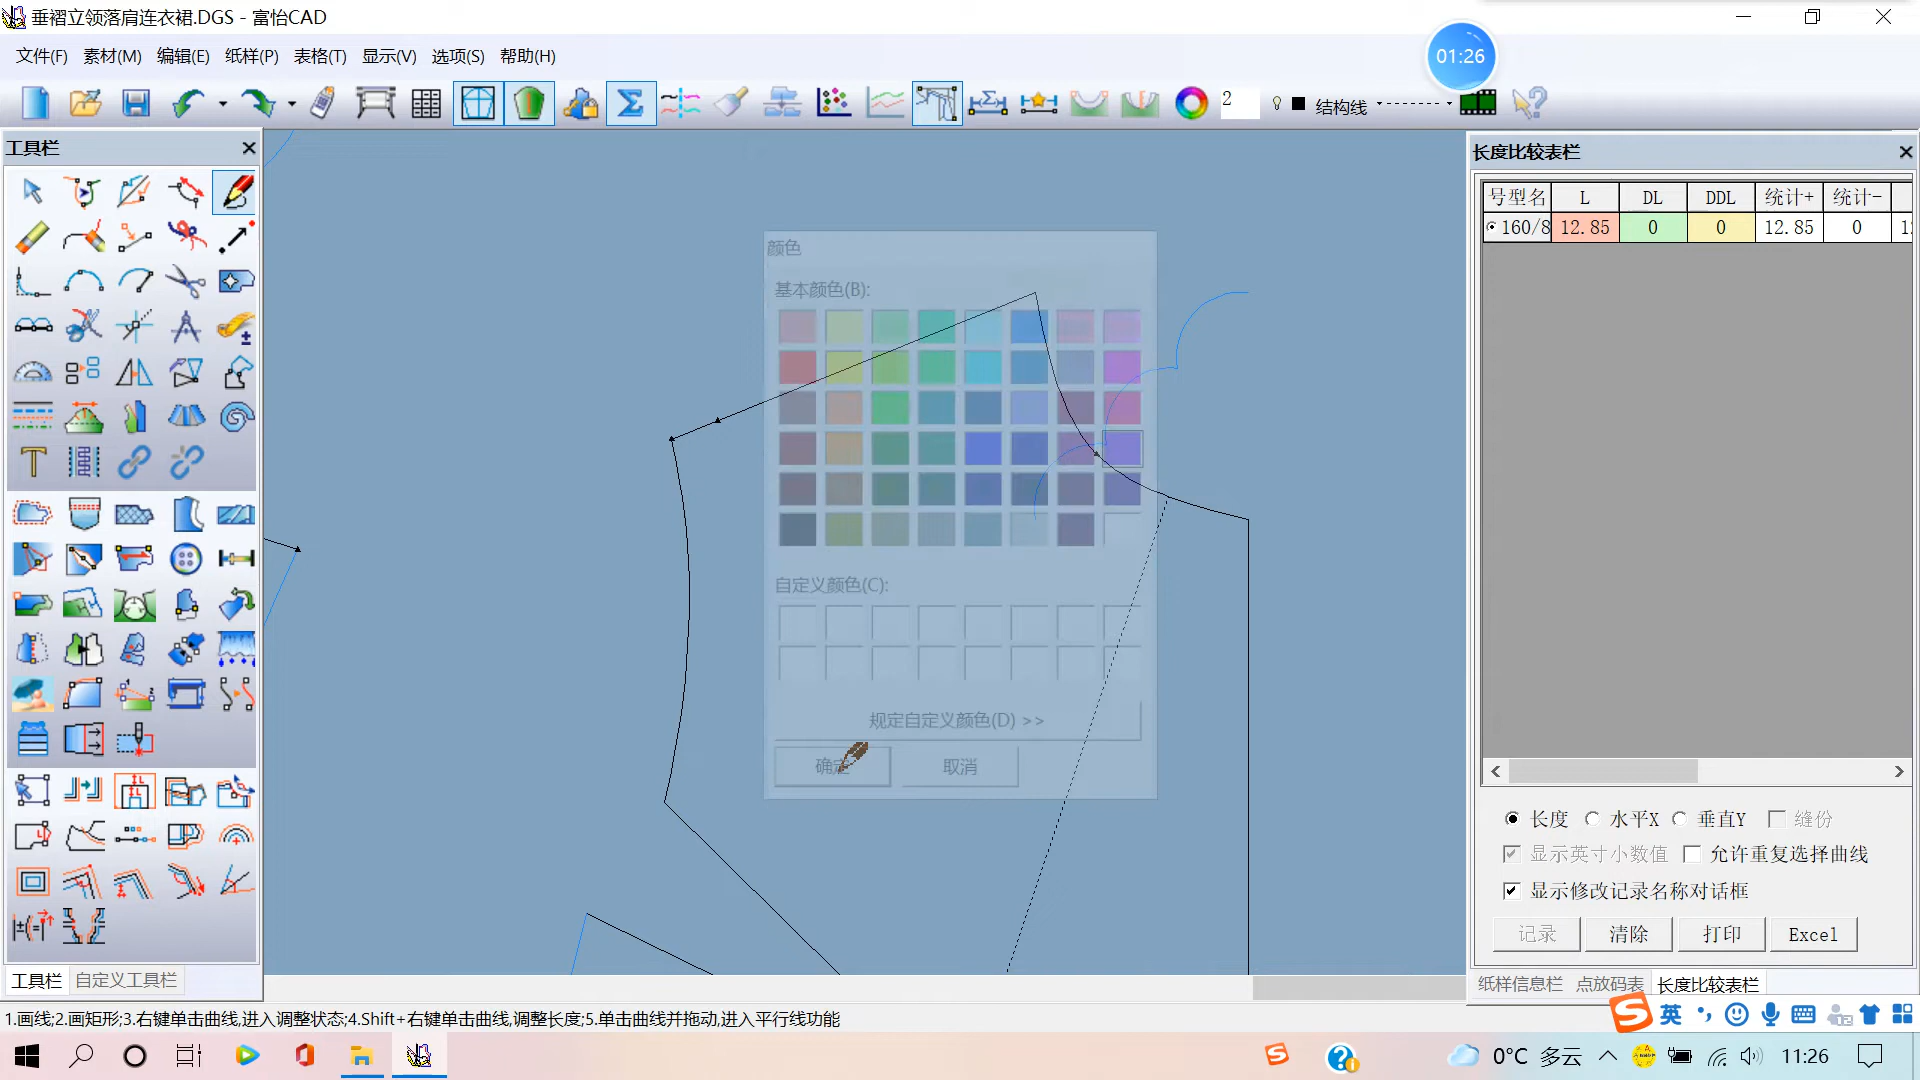 垂褶立领落肩连衣裙.DGS - 富怡CAD
文件(F) 素材(M) 编辑(E) 纸样(P) 表格(T) 显示(V) 选项(S) 帮助(H)
01:26
2
结构线
工具栏
长度比较表栏
号型名 L DL DDL 统计+ 统计-
160/8 12.85 0 0 12.85 0
颜色
基本颜色(B):
自定义颜色(C):
规定自定义颜色(D) >>
确定 取消
长度 水平X 垂直Y 缝份
显示英寸小数值 允许重复选择曲线
显示修改记录名称对话框
记录 清除 打印 Excel
工具栏 自定义工具栏
纸样信息栏 点放码表 长度比较表栏
1.画线;2.画矩形;3.右键单击曲线,进入调整状态;4.Shift+右键单击曲线,调整长度;5.单击曲线并拖动,进入平行线功能
英
0°C 多云
11:26